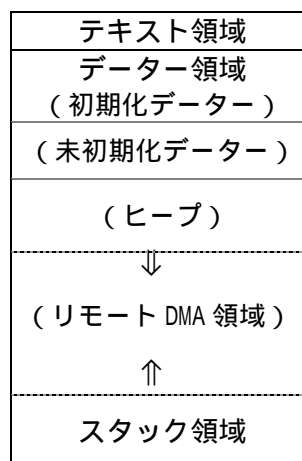 テキスト領域
データー領域
(初期化データー)
(未初期化データー)
(ヒープ)
⇓
(リモート DMA 領域)
⇑
スタック領域